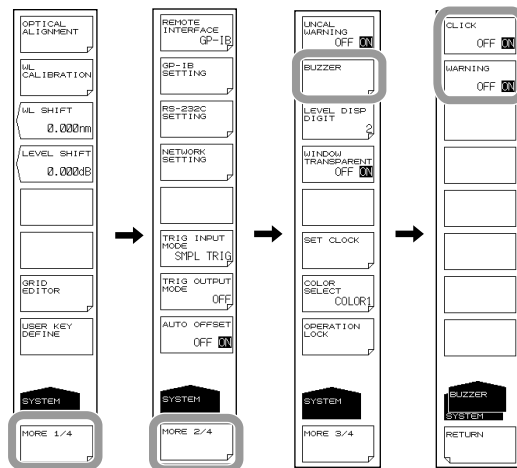 OPTICAL
ALIGNMENT
WL
CALIBRATION
WL SHIFT
0.000nm
LEVEL SHIFT
0.000dB
GRID
EDITOR
USER KEY
DEFINE
SYSTEM
MORE 1/4
REMOTE
INTERFACE
GP-IB
GP-IB
SETTING
RS-232C
SETTING
NETWORK
SETTING
TRIG INPUT
MODE
SMPL TRIG
TRIG OUTPUT
MODE
OFF
AUTO OFFSET
OFF ON
SYSTEM
MORE 2/4
UNCAL
WARNING
OFF ON
BUZZER
LEVEL DISP
DIGIT
2
WINDOW
TRANSPARENT
OFF ON
SET CLOCK
COLOR
SELECT
COLOR1
OPERATION
LOCK
SYSTEM
MORE 3/4
CLICK
OFF ON
WARNING
OFF ON
BUZZER
SYSTEM
RETURN